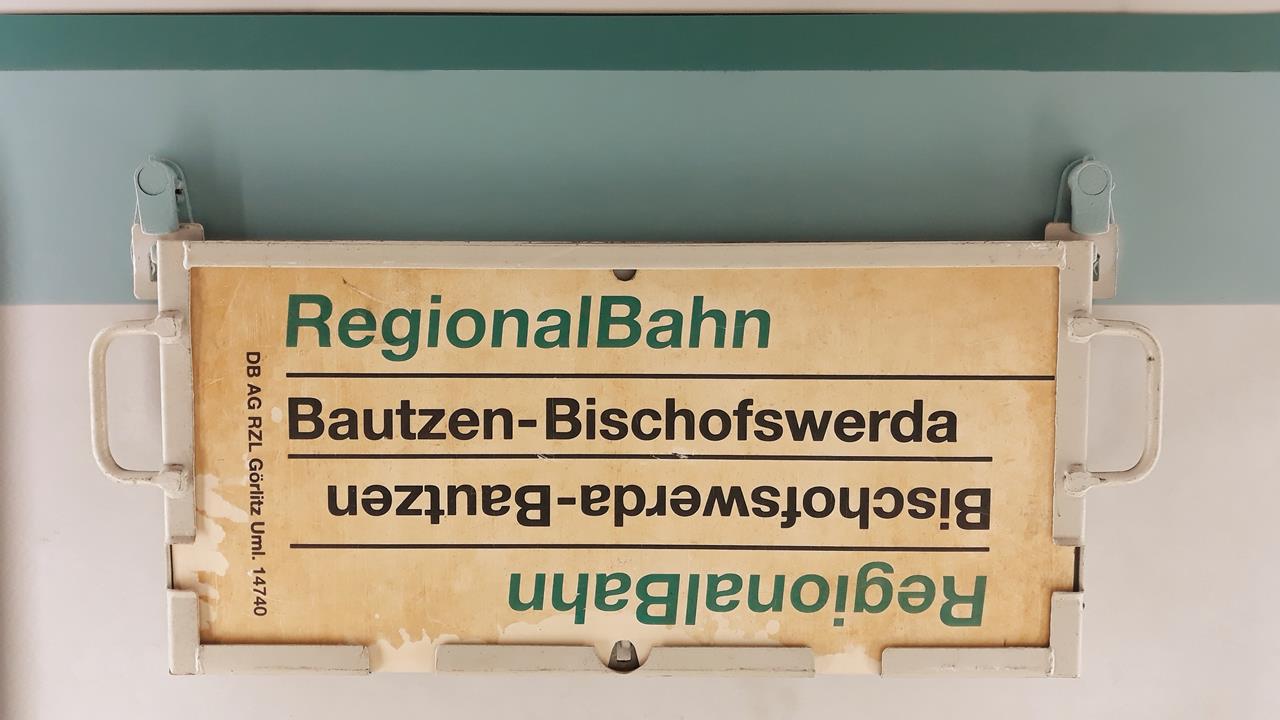 RegionalBahn
Bautzen-Bischofswerda
Bischofswerda-Bautzen
RegionalBahn
DB AG RZL Görlitz Uml. 14740